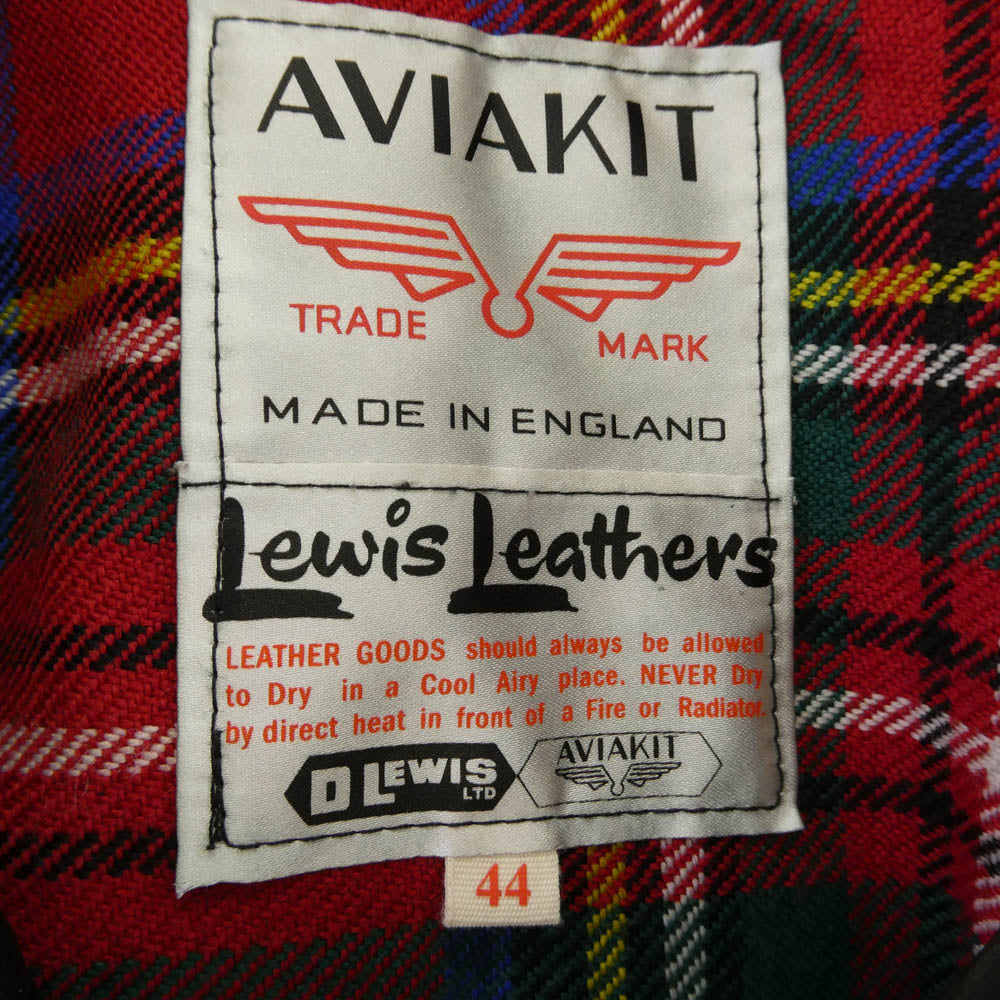 AVIAKIT
TRADE MARK
MADE IN ENGLAND
Lewis Leathers
LEATHER GOODS should always be allowed
to Dry in a Cool Airy place. NEVER Dry
by direct heat in front of a Fire or Radiator.
D LEWIS LTD
AVIAKIT
44